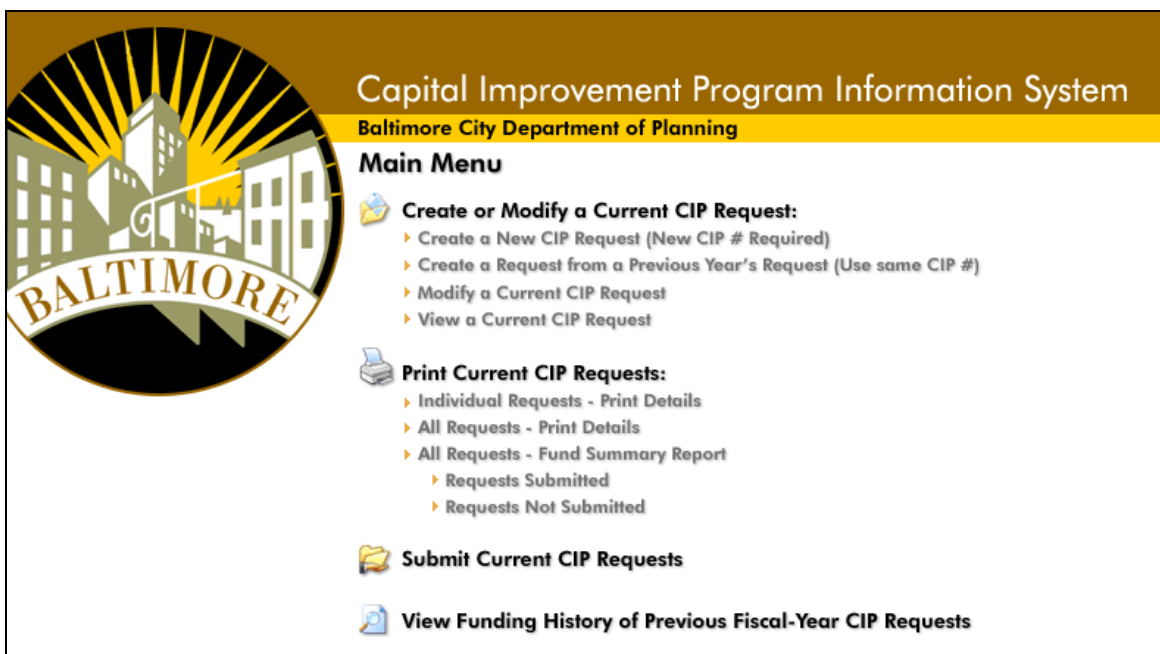 Capital Improvement Program Information System
Baltimore City Department of Planning
Main Menu
BALTIMORE
Create or Modify a Current CIP Request:
Create a New CIP Request (New CIP # Required)
Create a Request from a Previous Year's Request (Use same CIP #)
Modify a Current CIP Request
View a Current CIP Request
Print Current CIP Requests:
Individual Requests - Print Details
All Requests - Print Details
All Requests - Fund Summary Report
Requests Submitted
Requests Not Submitted
Submit Current CIP Requests
View Funding History of Previous Fiscal-Year CIP Requests